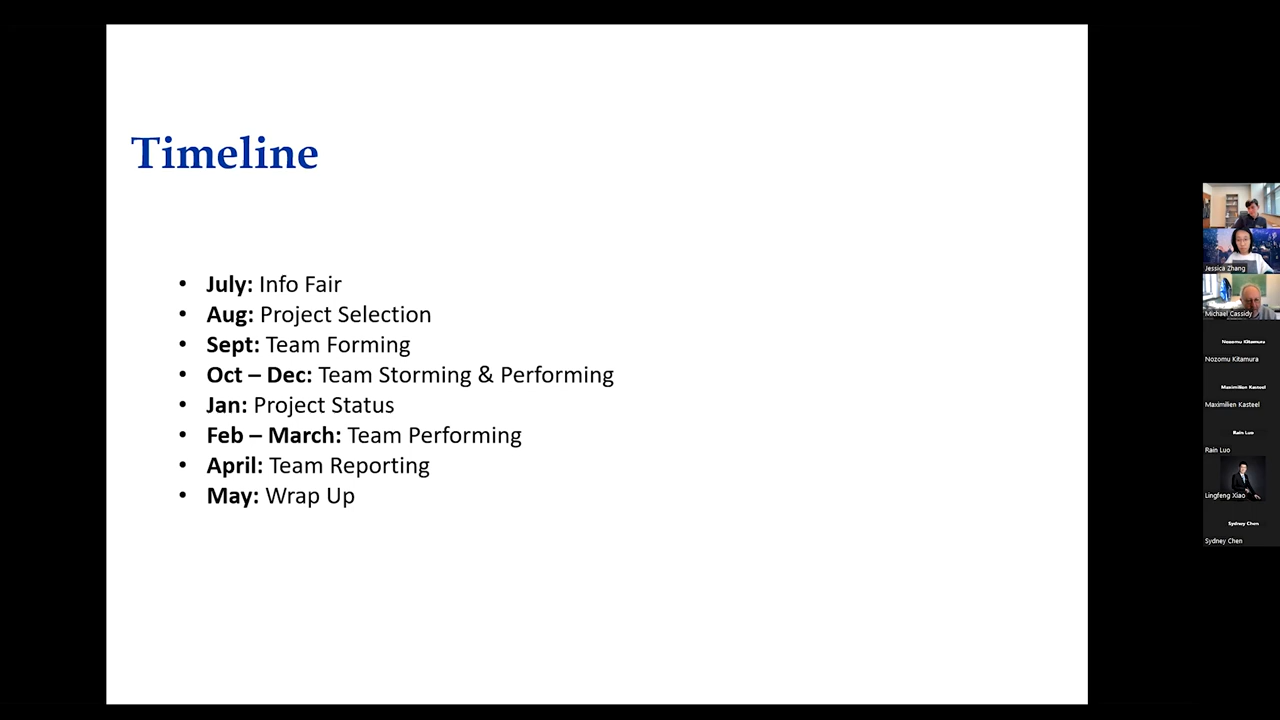 Timeline
• July: Info Fair
• Aug: Project Selection
• Sept: Team Forming
• Oct – Dec: Team Storming & Performing
• Jan: Project Status
• Feb – March: Team Performing
• April: Team Reporting
• May: Wrap Up
Jessica Zhang
Michael Cassidy
Nozomu Kitamura
Nozomu Kitamura
Maximilien Kasteel
Maximilien Kasteel
Rain Luo
Rain Luo
Lingfeng Xiao
Sydney Chen
Sydney Chen